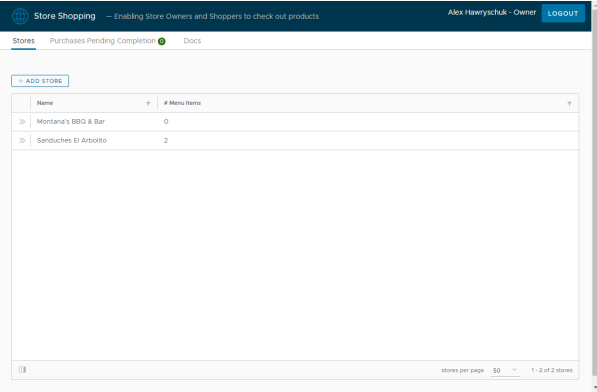 Store Shopping — Enabling Store Owners and Shoppers to check out products Alex Hawryschuk - Owner LOGOUT
Stores Purchases Pending Completion 0 Docs
+ ADD STORE
Name # Menu Items
Montana's BBQ & Bar 0
Sanduches El Arbolito 2
stores per page 50 1 - 2 of 2 stores